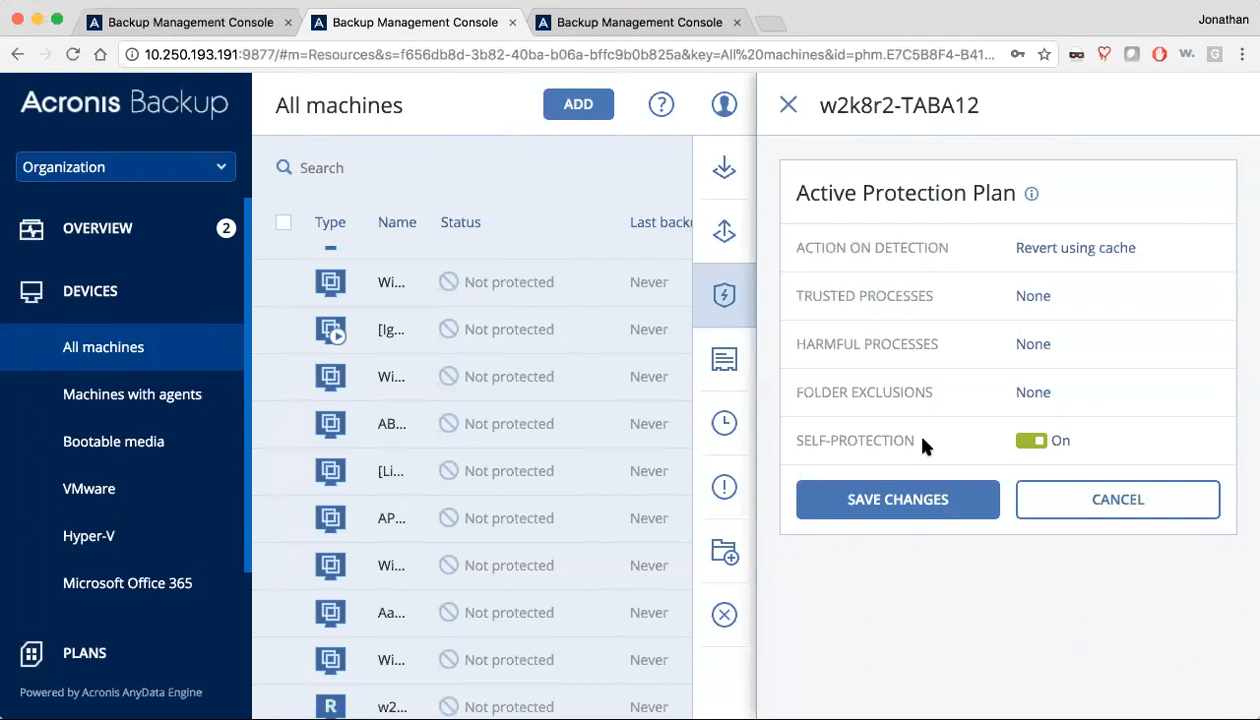 Backup Management Console
Backup Management Console
Backup Management Console
Jonathan
10.250.193.191:9877/#m=Resources&s=f656db8d-3b82-40ba-b06a-bffc9b0b825a&key=All%20machines&id=phm.E7C5B8F4-B41...
Acronis Backup
Organization
OVERVIEW 2
DEVICES
All machines
Machines with agents
Bootable media
VMware
Hyper-V
Microsoft Office 365
PLANS
Powered by Acronis AnyData Engine
All machines ADD ?
Search
Type Name Status Last backu
Wi... Not protected Never
[Ig... Not protected Never
Wi... Not protected Never
AB... Not protected Never
[Li... Not protected Never
AP... Not protected Never
Wi... Not protected Never
Aa... Not protected Never
Wi... Not protected Never
R w2... Not protected Never
w2k8r2-TABA12
Active Protection Plan
ACTION ON DETECTION Revert using cache
TRUSTED PROCESSES None
HARMFUL PROCESSES None
FOLDER EXCLUSIONS None
SELF-PROTECTION On
SAVE CHANGES CANCEL